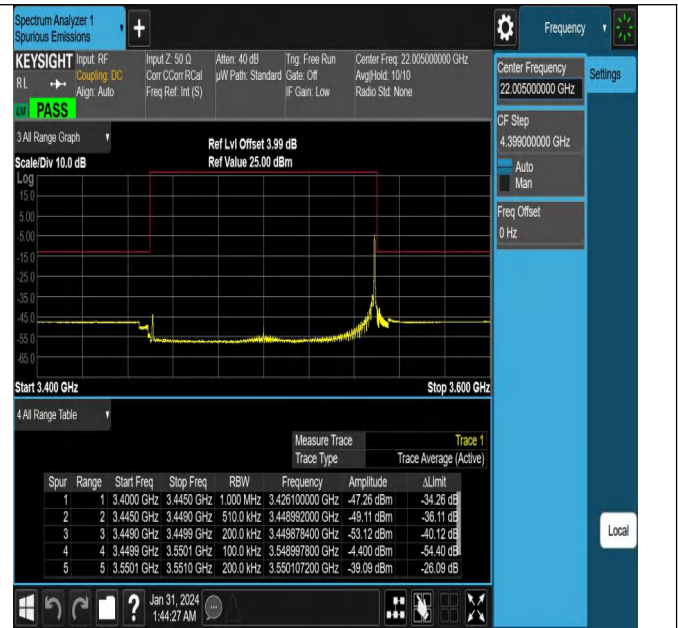 Spectrum Analyzer 1
Spurious Emissions
+
Frequency
KEYSIGHT Input: RF Input Z: 50 Ω Atten: 40 dB Trig: Free Run Center Freq: 22.005000000 GHz
RL Coupling: DC Corr CCorr RCal µW Path: Standard Gate: Off Avg|Hold: 10/10
Align: Auto Freq Ref: Int (S) IF Gain: Low Radio Std: None
PASS
Center Frequency
22.005000000 GHz
Settings
CF Step
4.399000000 GHz
Auto
Man
Freq Offset
0 Hz
Local
3 All Range Graph
Ref Lvl Offset 3.99 dB
Scale/Div 10.0 dB Ref Value 25.00 dBm
Log
15.0
5.00
-5.00
-15.0
-25.0
-35.0
-45.0
-55.0
-65.0
Start 3.400 GHz Stop 3.600 GHz
4 All Range Table
Measure Trace Trace 1
Trace Type Trace Average (Active)
Spur Range Start Freq Stop Freq RBW Frequency Amplitude ΔLimit
1 1 3.4000 GHz 3.4450 GHz 1.000 MHz 3.426100000 GHz -47.26 dBm -34.26 dB
2 2 3.4450 GHz 3.4490 GHz 510.0 kHz 3.448992000 GHz -49.11 dBm -36.11 dB
3 3 3.4490 GHz 3.4499 GHz 200.0 kHz 3.449878400 GHz -53.12 dBm -40.12 dB
4 4 3.4499 GHz 3.5501 GHz 100.0 kHz 3.548997800 GHz -4.400 dBm -54.40 dB
5 5 3.5501 GHz 3.5510 GHz 200.0 kHz 3.550107200 GHz -39.09 dBm -26.09 dB
?
Jan 31, 2024
1:44:27 AM